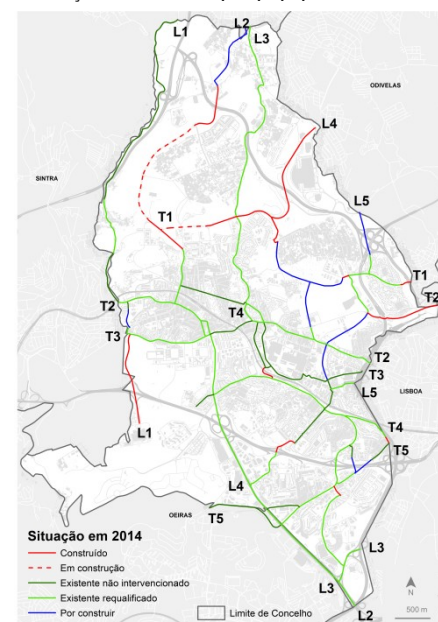 L1
L2
L3
ODIVELAS
L4
SINTRA
L5
T1
T1
T2
T2
T4
T3
T2
T3
LISBOA
L5
L1
T4
T5
L4
OEIRAS
T5
Situação em 2014
Construído
Em construção
Existente não intervencionado
Existente requalificado
Por construir
Limite de Concelho
L3
L3
L2
N
500 m